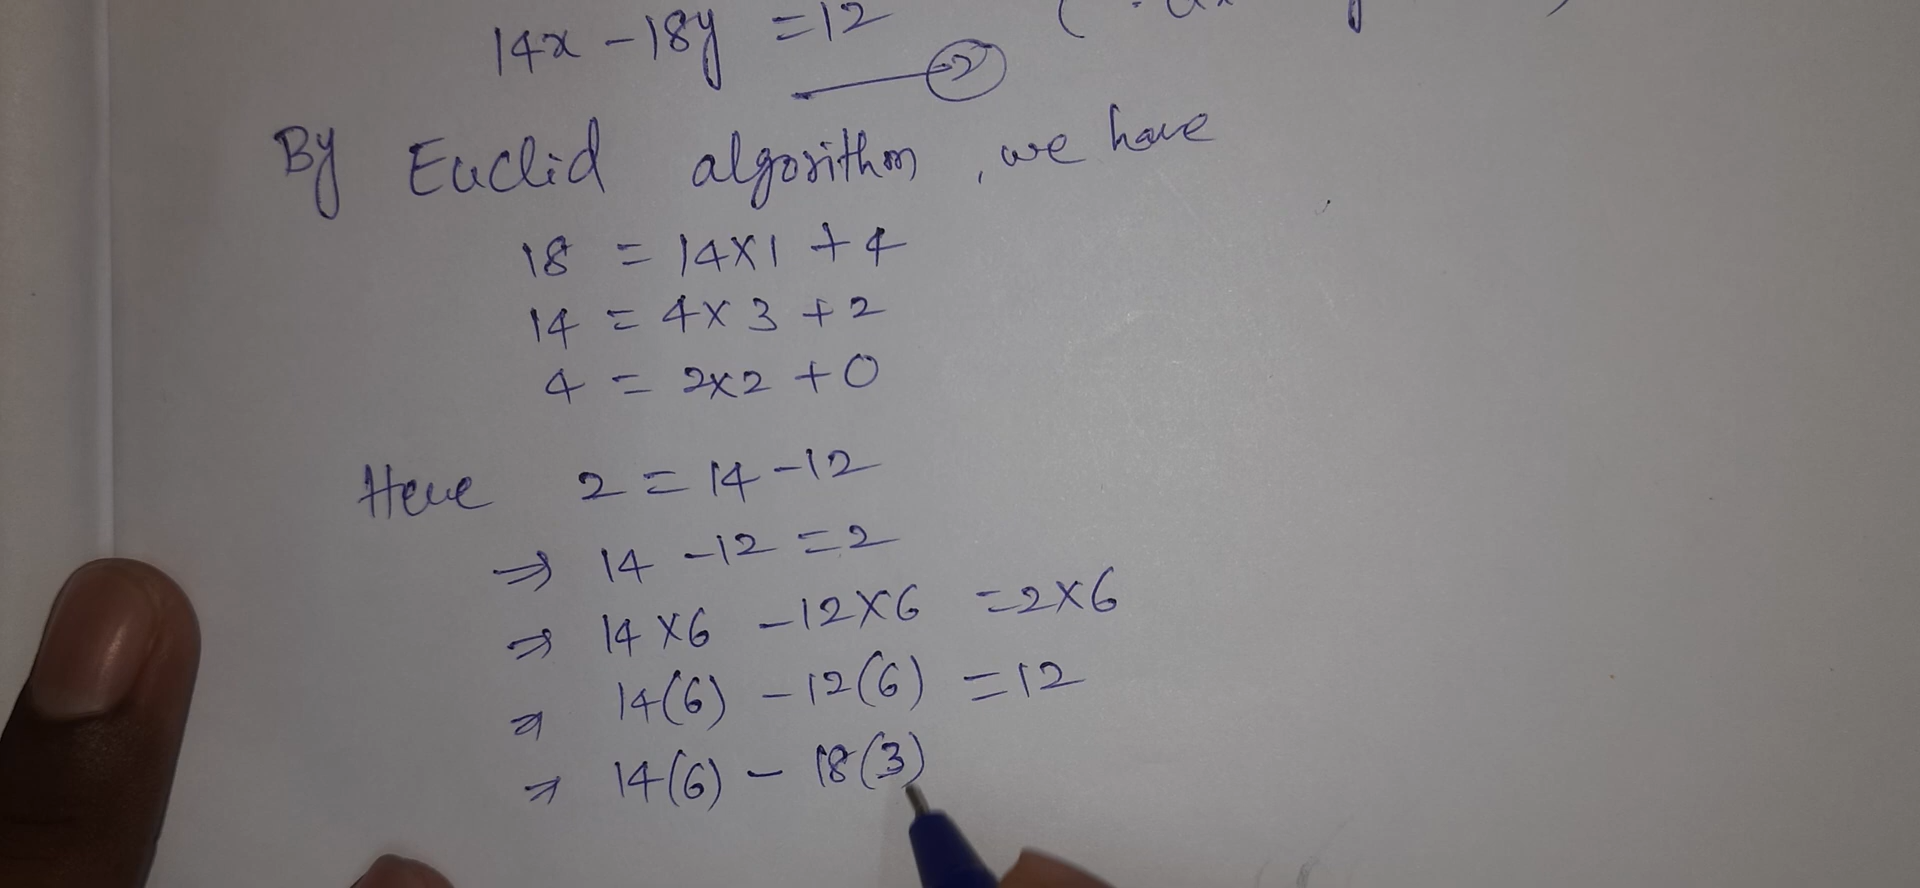 14x - 18y = 12
2
By Euclid algorithm, we have
18 = 14×1 + 4
14 = 4×3 + 2
4 = 2×2 + 0
Here 2 = 14 - 12
⇒ 14 - 12 = 2
⇒ 14×6 - 12×6 = 2×6
⇒ 14(6) - 12(6) = 12
⇒ 14(6) - 18(3)